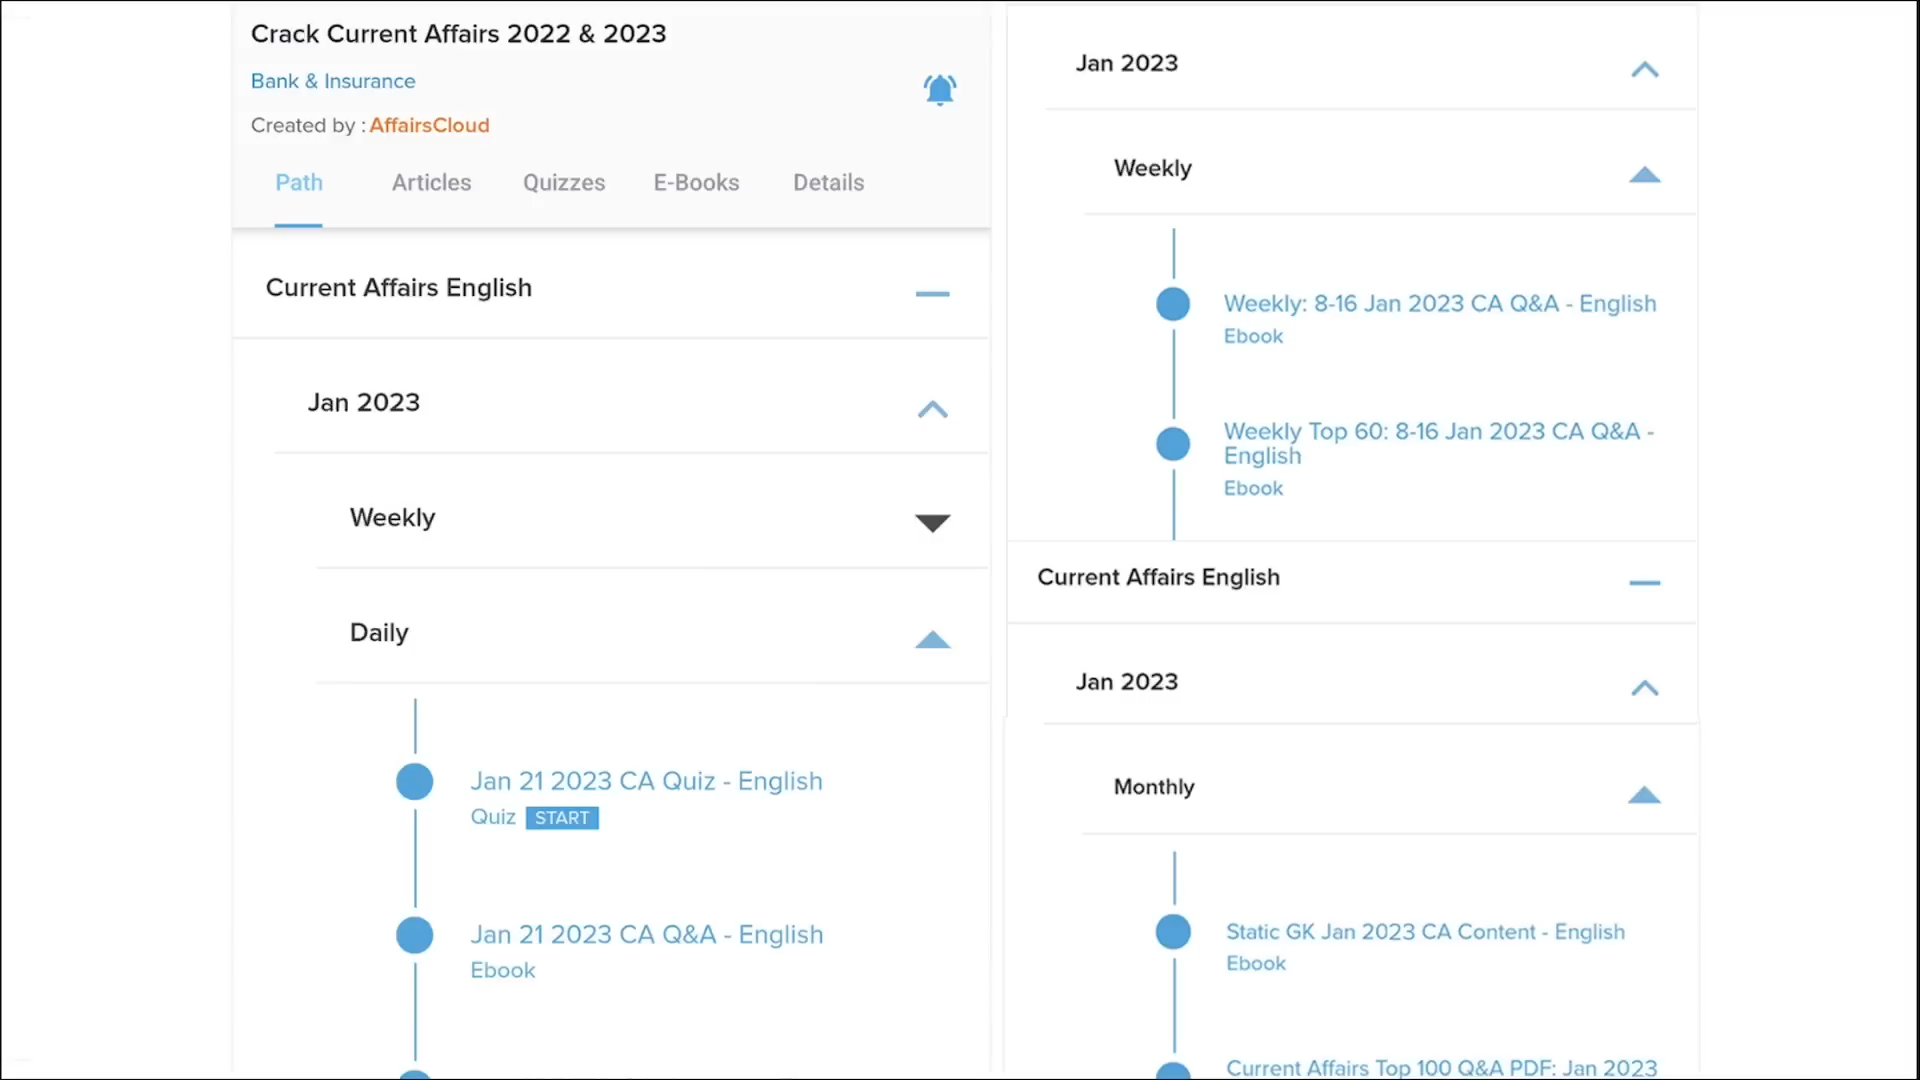 Crack Current Affairs 2022 & 2023
Bank & Insurance
Created by : AffairsCloud
Path
Articles
Quizzes
E-Books
Details
Current Affairs English
Jan 2023
Weekly
Daily
Jan 21 2023 CA Quiz - English
Quiz START
Jan 21 2023 CA Q&A - English
Ebook
Jan 2023
Weekly
Weekly: 8-16 Jan 2023 CA Q&A - English
Ebook
Weekly Top 60: 8-16 Jan 2023 CA Q&A -
English
Ebook
Current Affairs English
Jan 2023
Monthly
Static GK Jan 2023 CA Content - English
Ebook
Current Affairs Top 100 Q&A PDF: Jan 2023